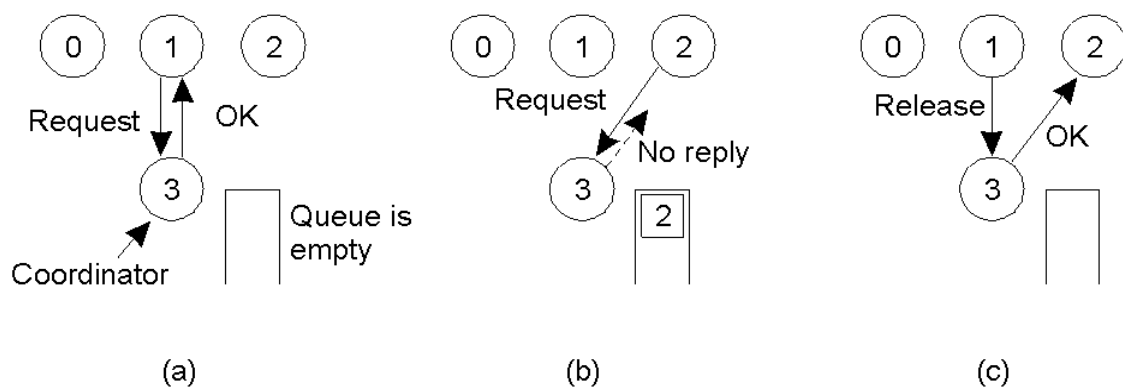 0 1 2
Request
OK
3
Queue is
empty
Coordinator
(a)
0 1 2
Request
No reply
3
2
(b)
0 1 2
Release
OK
3
(c)